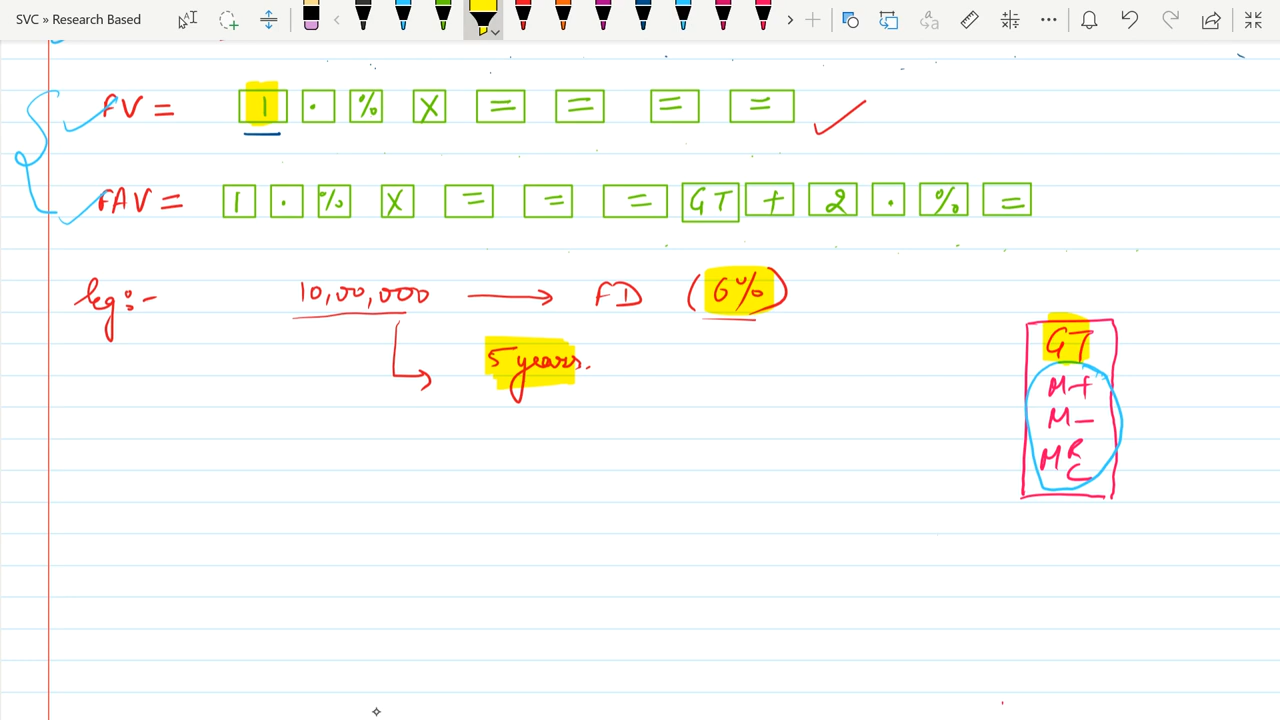 SVC » Research Based
FV = 1 . % X = = = =
FAV = 1 . % X = = = GT + 2 . % =
Eg:- 10,00,000 → FD (6%)
5 years.
GT
M+
M-
MRC